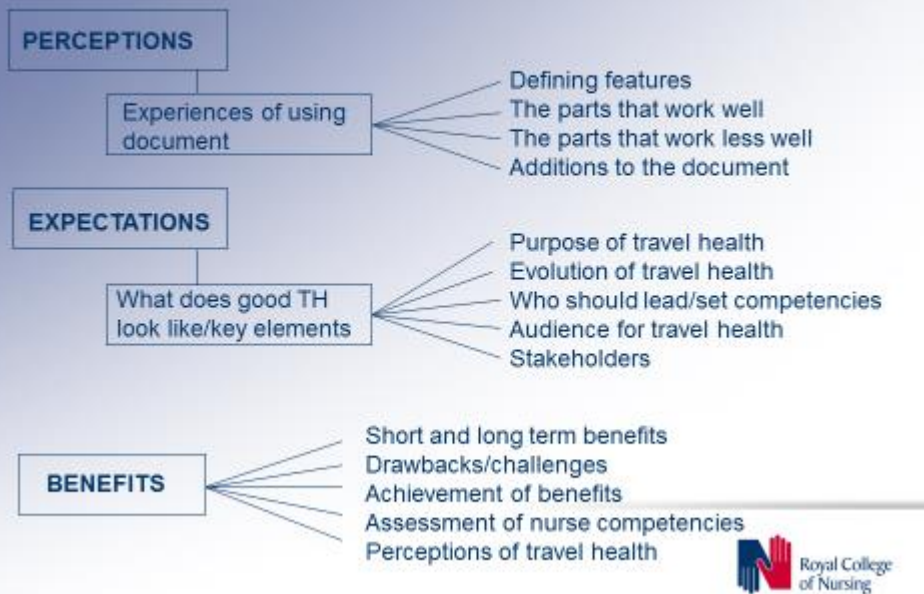 PERCEPTIONS
Experiences of using
document
Defining features
The parts that work well
The parts that work less well
Additions to the document
EXPECTATIONS
What does good TH
look like/key elements
Purpose of travel health
Evolution of travel health
Who should lead/set competencies
Audience for travel health
Stakeholders
BENEFITS
Short and long term benefits
Drawbacks/challenges
Achievement of benefits
Assessment of nurse competencies
Perceptions of travel health
Royal College
of Nursing